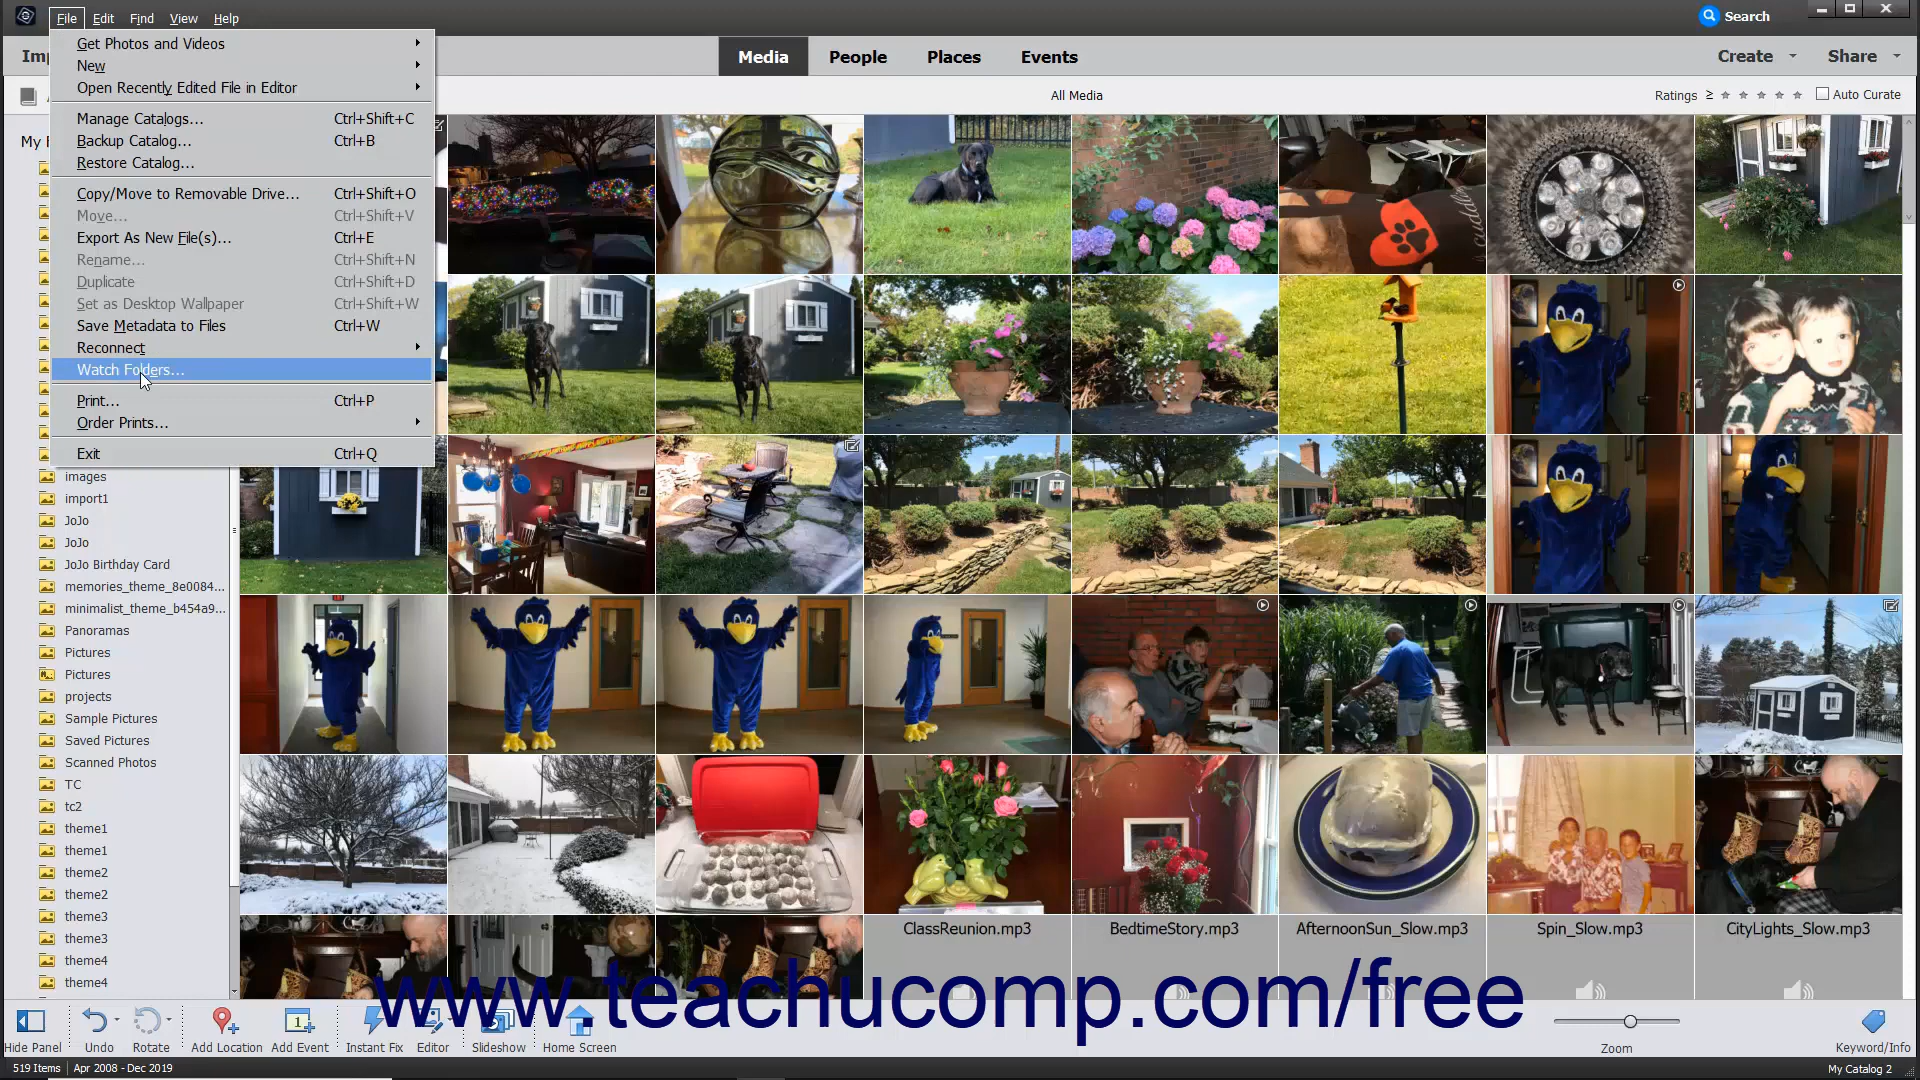 File Edit Find View Help
Search
Get Photos and Videos
New
Open Recently Edited File in Editor
Manage Catalogs... Ctrl+Shift+C
Backup Catalog... Ctrl+B
Restore Catalog...
Copy/Move to Removable Drive... Ctrl+Shift+O
Move... Ctrl+Shift+V
Export As New File(s)... Ctrl+E
Rename... Ctrl+Shift+N
Duplicate Ctrl+Shift+D
Set as Desktop Wallpaper Ctrl+Shift+W
Save Metadata to Files Ctrl+W
Reconnect
Watch Folders...
Print... Ctrl+P
Order Prints...
Exit Ctrl+Q
Media People Places Events
Create Share
All Media
Ratings ≥ Auto Curate
My
images
import1
JoJo
JoJo
JoJo Birthday Card
memories_theme_8e0084...
minimalist_theme_b454a9...
Panoramas
Pictures
Pictures
projects
Sample Pictures
Saved Pictures
Scanned Photos
TC
tc2
theme1
theme1
theme2
theme2
theme3
theme3
theme4
theme4
ClassReunion.mp3
BedtimeStory.mp3
AfternoonSun_Slow.mp3
Spin_Slow.mp3
CityLights_Slow.mp3
www.teachucomp.com/free
Hide Panel Undo Rotate Add Location Add Event Instant Fix Editor Slideshow Home Screen Zoom Keyword/Info
519 Items Apr 2008 - Dec 2019 My Catalog 2